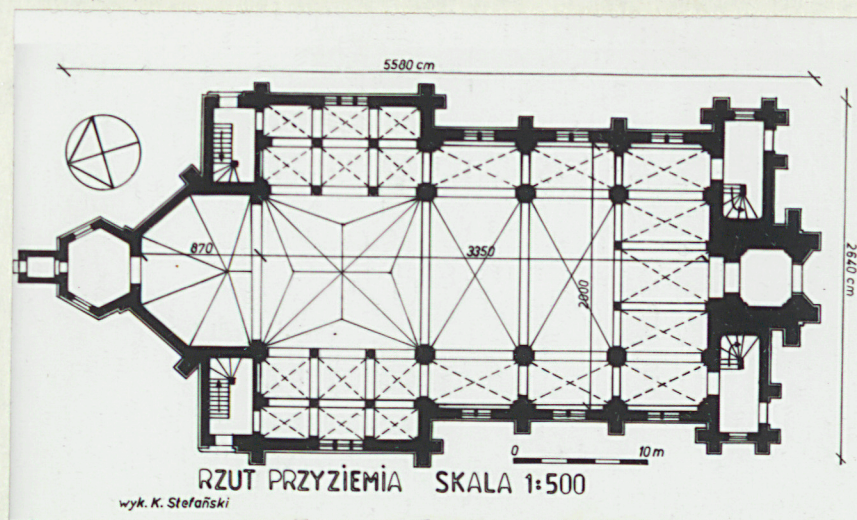 5580 cm
870
3350
2000
2640 cm
0 10 m
RZUT PRZYZIEMIA SKALA 1:500
wyk. K. Stefański